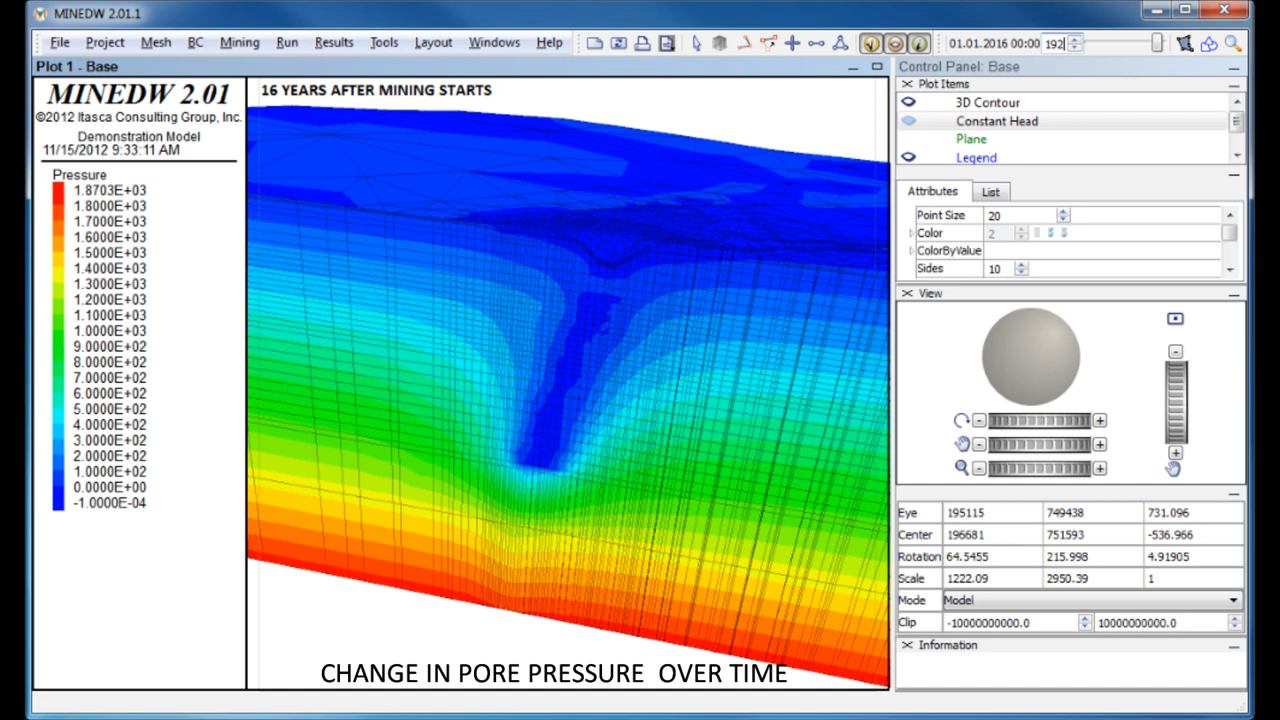 MINEDW 2.01.1
File Project Mesh BC Mining Run Results Tools Layout Windows Help 01.01.2016 00:00 192
Plot 1 - Base
MINEDW 2.01
©2012 Itasca Consulting Group, Inc.
Demonstration Model
11/15/2012 9:33:11 AM
Pressure
1.8703E+03
1.8000E+03
1.7000E+03
1.6000E+03
1.5000E+03
1.4000E+03
1.3000E+03
1.2000E+03
1.1000E+03
1.0000E+03
9.0000E+02
8.0000E+02
7.0000E+02
6.0000E+02
5.0000E+02
4.0000E+02
3.0000E+02
2.0000E+02
1.0000E+02
0.0000E+00
-1.0000E-04
16 YEARS AFTER MINING STARTS
CHANGE IN PORE PRESSURE OVER TIME
Control Panel: Base
Plot Items
3D Contour
Constant Head
Plane
Legend
Attributes List
Point Size 20
Color 2
ColorByValue
Sides 10
View
Eye 195115 749438 731.096
Center 196681 751593 -536.966
Rotation 64.5455 215.998 4.91905
Scale 1222.09 2950.39 1
Mode Model
Clip -10000000000.0 10000000000.0
Information